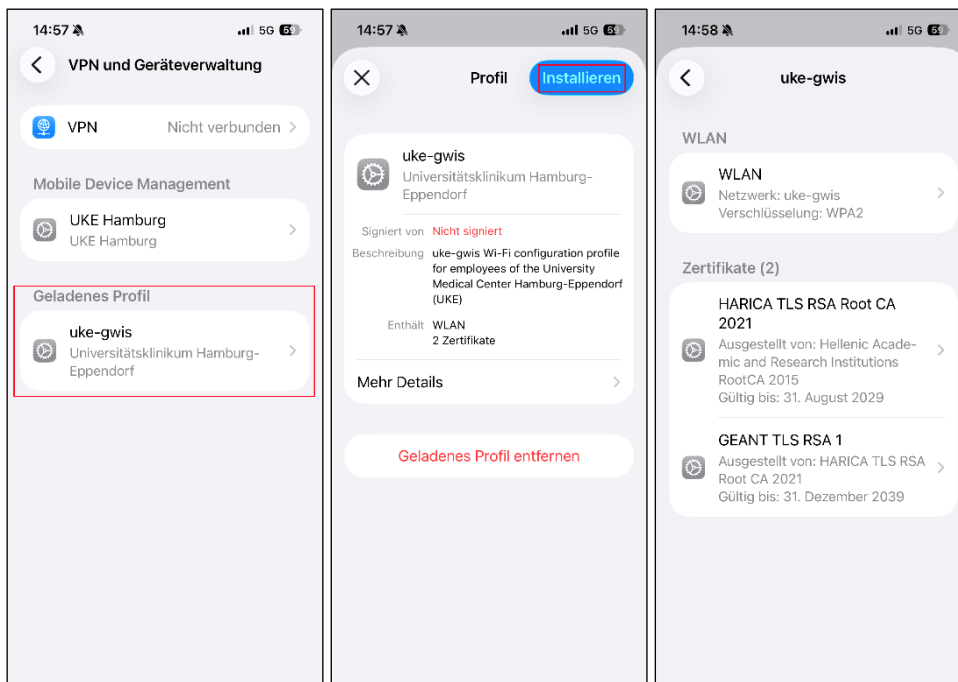 14:57
5G 59
VPN und Geräteverwaltung
VPN
Nicht verbunden
Mobile Device Management
UKE Hamburg
UKE Hamburg
Geladenes Profil
uke-gwis
Universitätsklinikum Hamburg-
Eppendorf
14:57
5G 59
Profil
Installieren
uke-gwis
Universitätsklinikum Hamburg-
Eppendorf
Signiert von Nicht signiert
Beschreibung uke-gwis Wi-Fi configuration profile
for employees of the University
Medical Center Hamburg-Eppendorf
(UKE)
Enthält WLAN
2 Zertifikate
Mehr Details
Geladenes Profil entfernen
14:58
5G 59
uke-gwis
WLAN
WLAN
Netzwerk: uke-gwis
Verschlüsselung: WPA2
Zertifikate (2)
HARICA TLS RSA Root CA
2021
Ausgestellt von: Hellenic Acade-
mic and Research Institutions
RootCA 2015
Gültig bis: 31. August 2029
GEANT TLS RSA 1
Ausgestellt von: HARICA TLS RSA
Root CA 2021
Gültig bis: 31. Dezember 2039